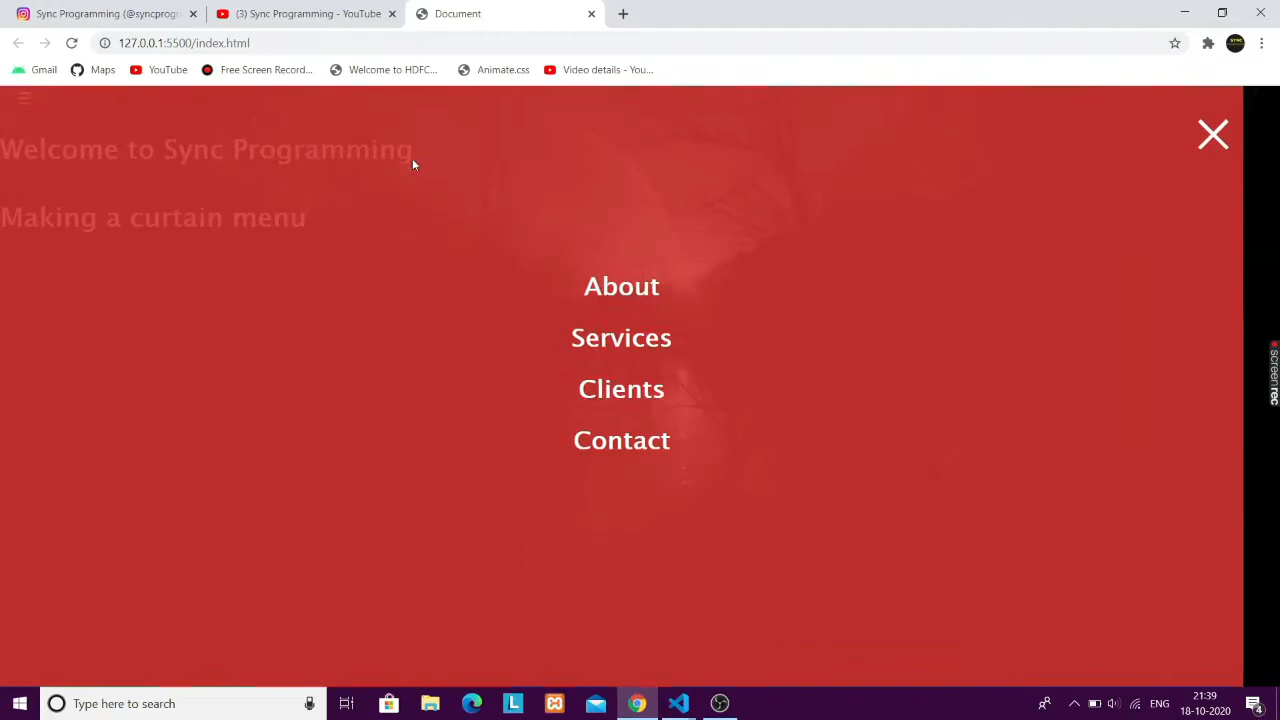 Sync Programming (@syncprog
(3) Sync Programming - YouTube
Document
127.0.0.1:5500/index.html
Gmail
Maps
YouTube
Free Screen Record...
Welcome to HDFC...
Animate.css
Video details - You...
Welcome to Sync Programming
Making a curtain menu
About
Services
Clients
Contact
screenrec
Type here to search
ENG
21:39
18-10-2020
4